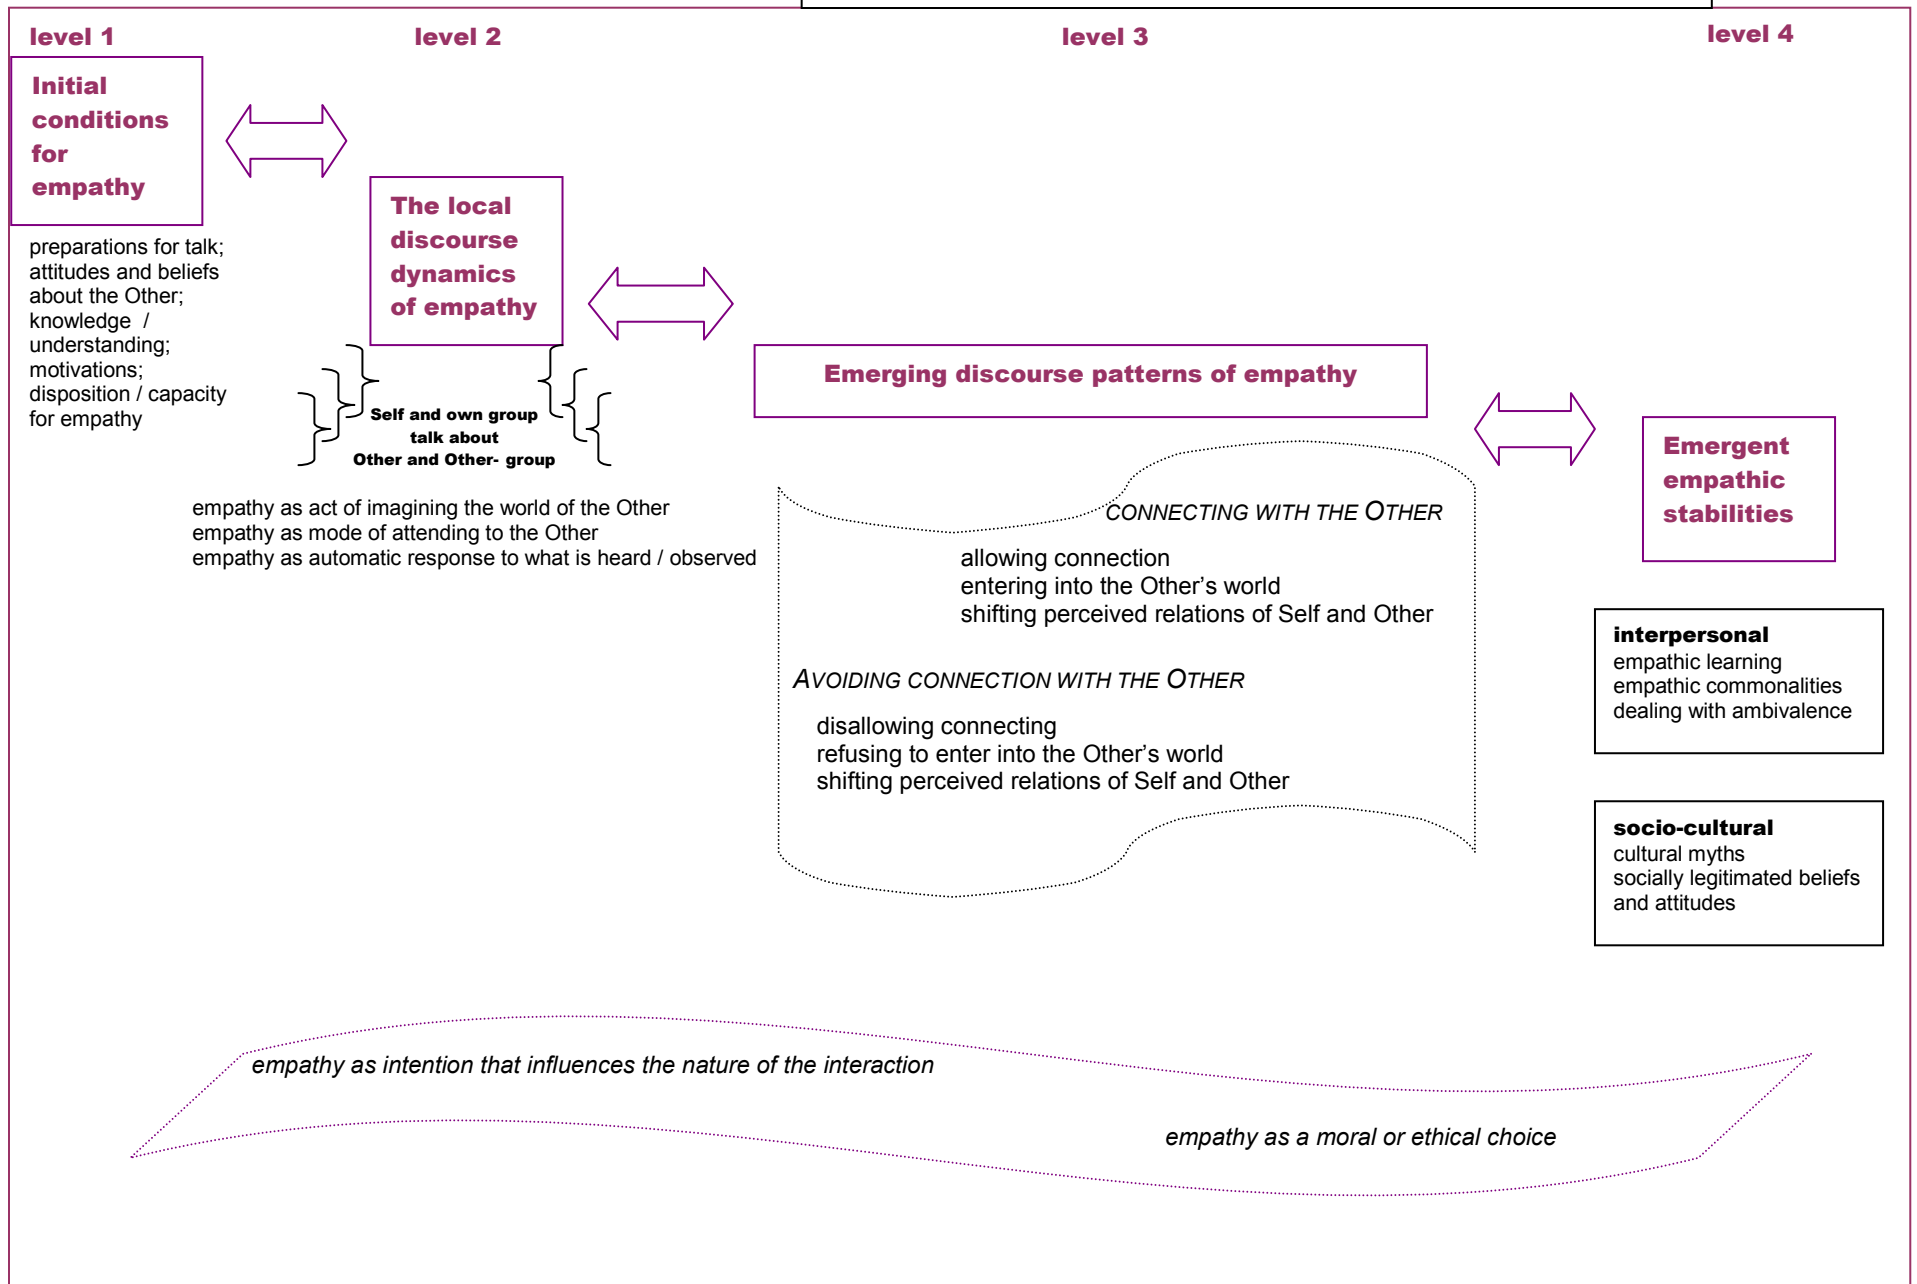 level 1
level 2
level 3
level 4
Initial
conditions
for
empathy
preparations for talk;
attitudes and beliefs
about the Other;
knowledge /
understanding;
motivations;
disposition / capacity
for empathy
The local
discourse
dynamics
of empathy
Self and own group
talk about
Other and Other- group
empathy as act of imagining the world of the Other
empathy as mode of attending to the Other
empathy as automatic response to what is heard / observed
Emerging discourse patterns of empathy
CONNECTING WITH THE OTHER
allowing connection
entering into the Other’s world
shifting perceived relations of Self and Other
AVOIDING CONNECTION WITH THE OTHER
disallowing connecting
refusing to enter into the Other’s world
shifting perceived relations of Self and Other
Emergent
empathic
stabilities
interpersonal
empathic learning
empathic commonalities
dealing with ambivalence
socio-cultural
cultural myths
socially legitimated beliefs
and attitudes
empathy as intention that influences the nature of the interaction
empathy as a moral or ethical choice